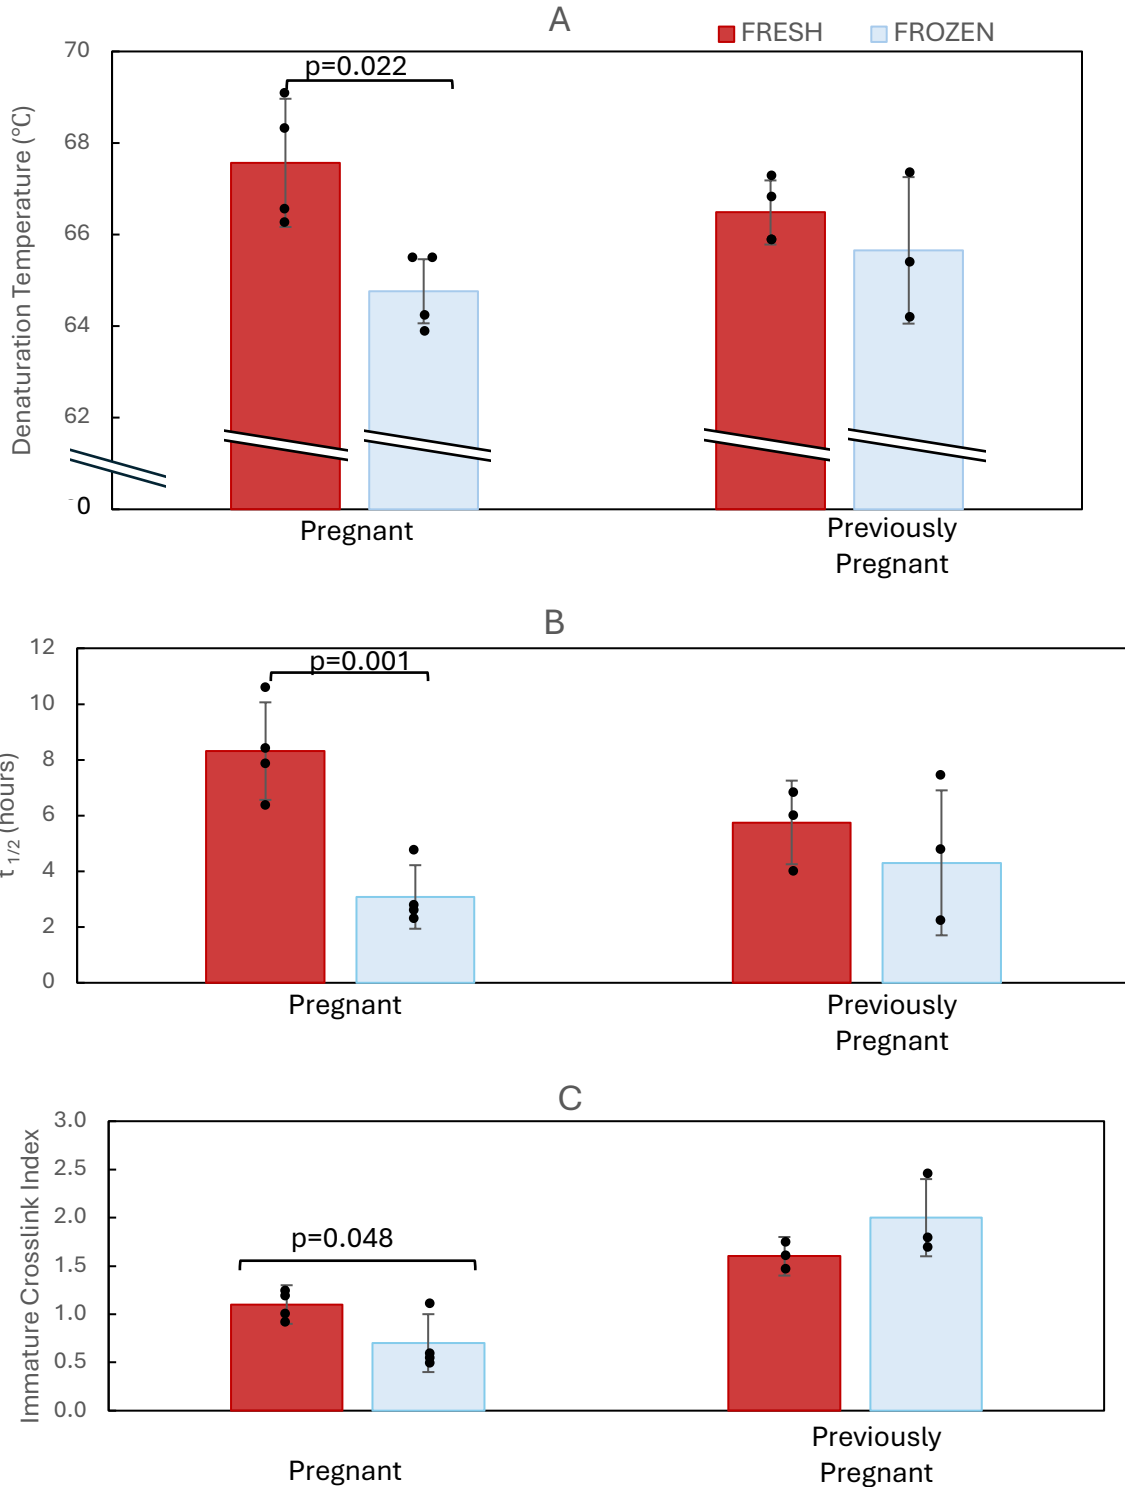 A
FRESH FROZEN
70
p=0.022
68
66
64
62
0
Denaturation Temperature (°C)
Pregnant
Previously
Pregnant
B
12
p=0.001
10
8
6
4
2
0
t 1/2 (hours)
Pregnant
Previously
Pregnant
C
3.0
2.5
2.0
p=0.048
1.5
1.0
0.5
0.0
Immature Crosslink Index
Pregnant
Previously
Pregnant